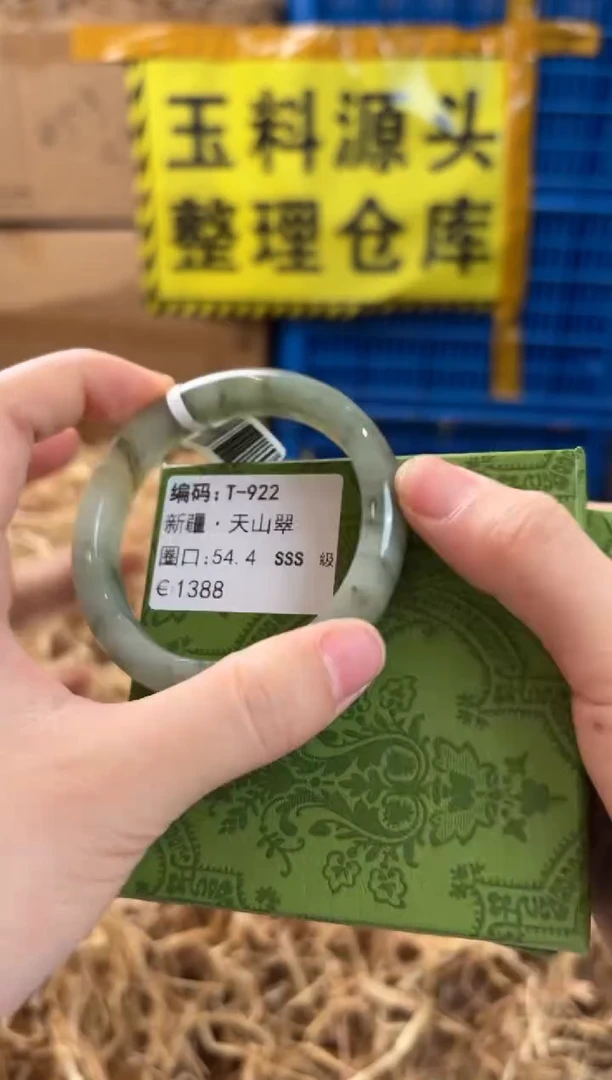 玉料源头
整理仓库
编码:T-922
新疆·天山翠
圈口:54.4 SSS 级
€1388